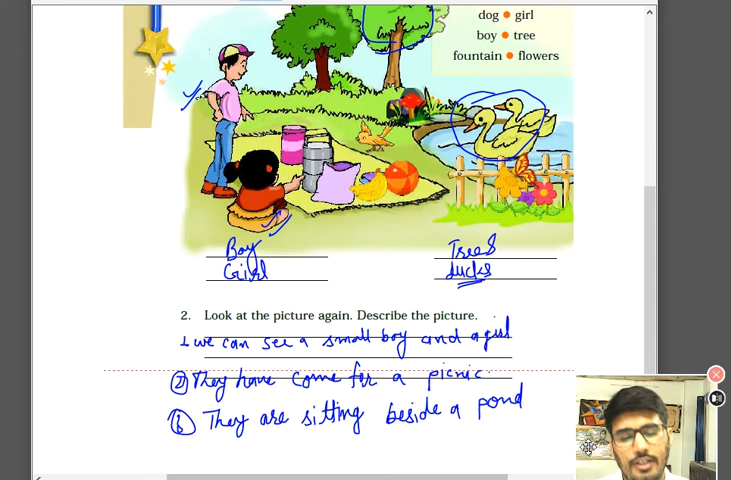 dog • girl
boy • tree
fountain • flowers
Boy
Girl
Trees
ducks
2. Look at the picture again. Describe the picture.
1 we can see a small boy and a girl
② They have come for a picnic.
They are sitting beside a pond